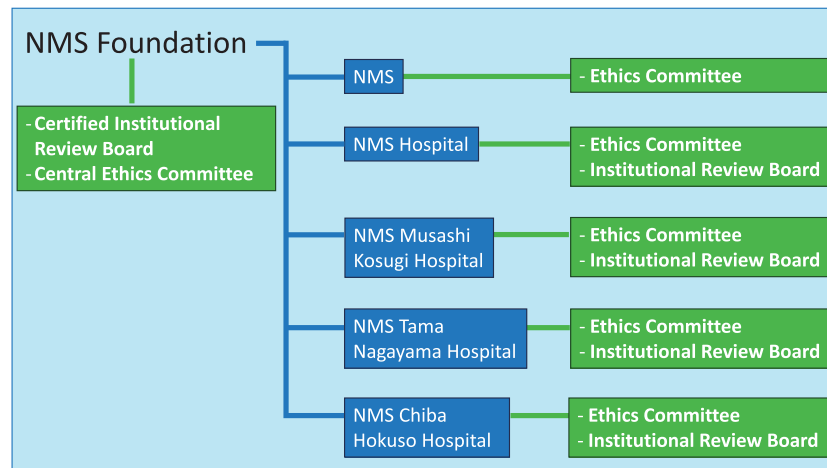 NMS Foundation
- Certified Institutional
Review Board
- Central Ethics Committee
NMS
- Ethics Committee
NMS Hospital
- Ethics Committee
- Institutional Review Board
NMS Musashi
Kosugi Hospital
- Ethics Committee
- Institutional Review Board
NMS Tama
Nagayama Hospital
- Ethics Committee
- Institutional Review Board
NMS Chiba
Hokuso Hospital
- Ethics Committee
- Institutional Review Board